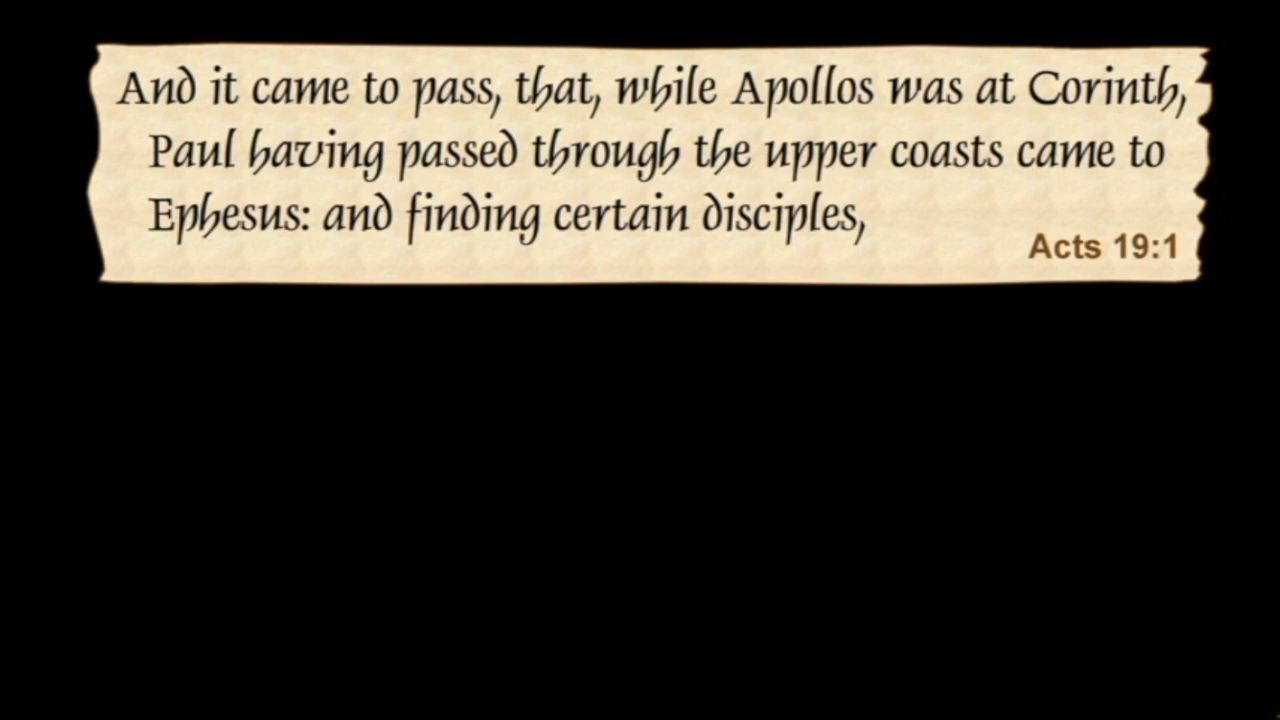 And it came to pass, that, while Apollos was at Corinth,
Paul having passed through the upper coasts came to
Ephesus: and finding certain disciples,
Acts 19:1